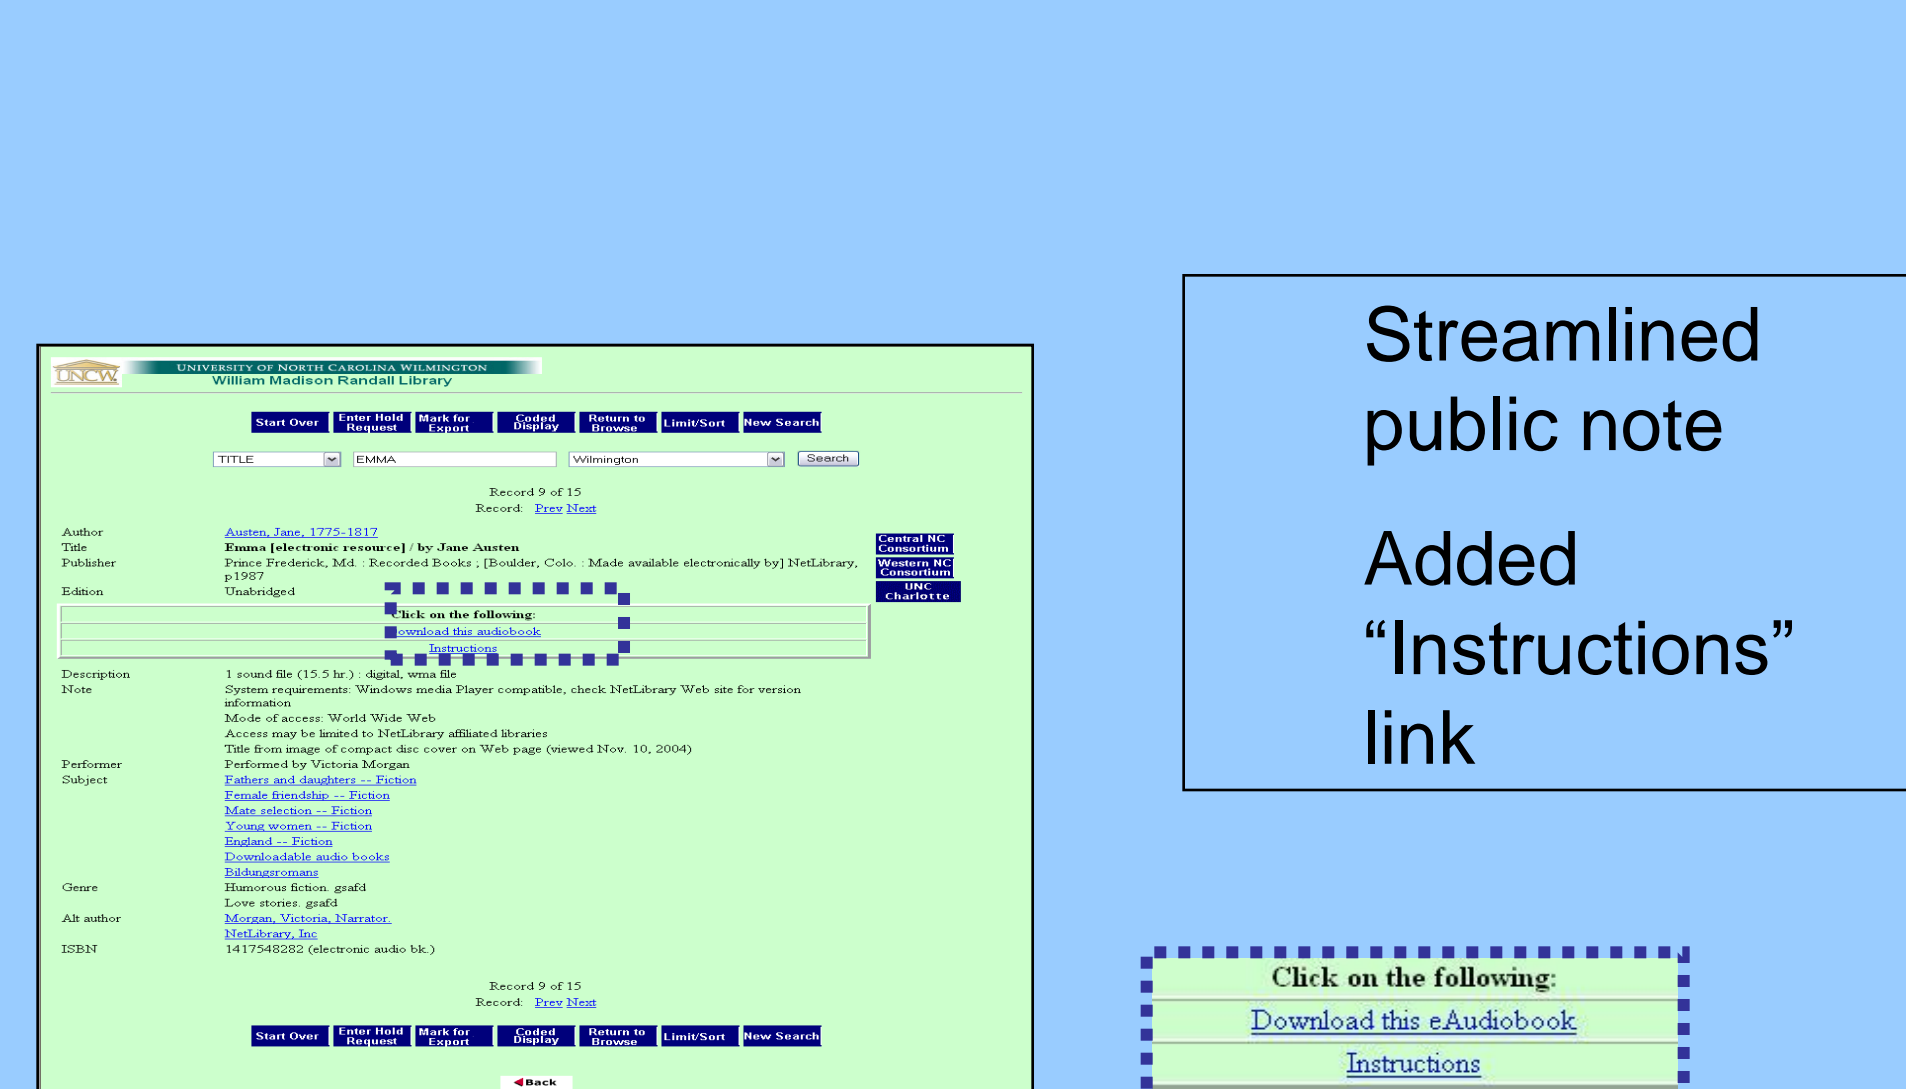 UNCW
UNIVERSITY OF NORTH CAROLINA WILMINGTON
William Madison Randall Library
Start Over
Enter Hold
Request
Mark for
Export
Coded
Display
Return to
Browse
Limit/Sort
New Search
TITLE
EMMA
Wilmington
Search
Record 9 of 15
Record: Prev Next
Author Austen, Jane, 1775-1817
Title Emma [electronic resource] / by Jane Austen
Publisher Prince Frederick, Md. : Recorded Books ; [Boulder, Colo. : Made available electronically by] NetLibrary,
p1987
Edition Unabridged
Central NC
Consortium
Western NC
Consortium
UNC
Charlotte
Click on the following:
ownload this audiobook
Instructions
Description 1 sound file (15.5 hr.) : digital, wma file
Note System requirements: Windows media Player compatible, check NetLibrary Web site for version
information
Mode of access: World Wide Web
Access may be limited to NetLibrary affiliated libraries
Title from image of compact disc cover on Web page (viewed Nov. 10, 2004)
Performer Performed by Victoria Morgan
Subject Fathers and daughters -- Fiction
Female friendship -- Fiction
Mate selection -- Fiction
Young women -- Fiction
England -- Fiction
Downloadable audio books
Bildungsromans
Genre Humorous fiction. gsafd
Love stories. gsafd
Alt author Morgan, Victoria, Narrator.
NetLibrary, Inc
ISBN 1417548282 (electronic audio bk.)
Record 9 of 15
Record: Prev Next
Start Over
Enter Hold
Request
Mark for
Export
Coded
Display
Return to
Browse
Limit/Sort
New Search
Back
Streamlined
public note
Added
“Instructions”
link
Click on the following:
Download this eAudiobook
Instructions